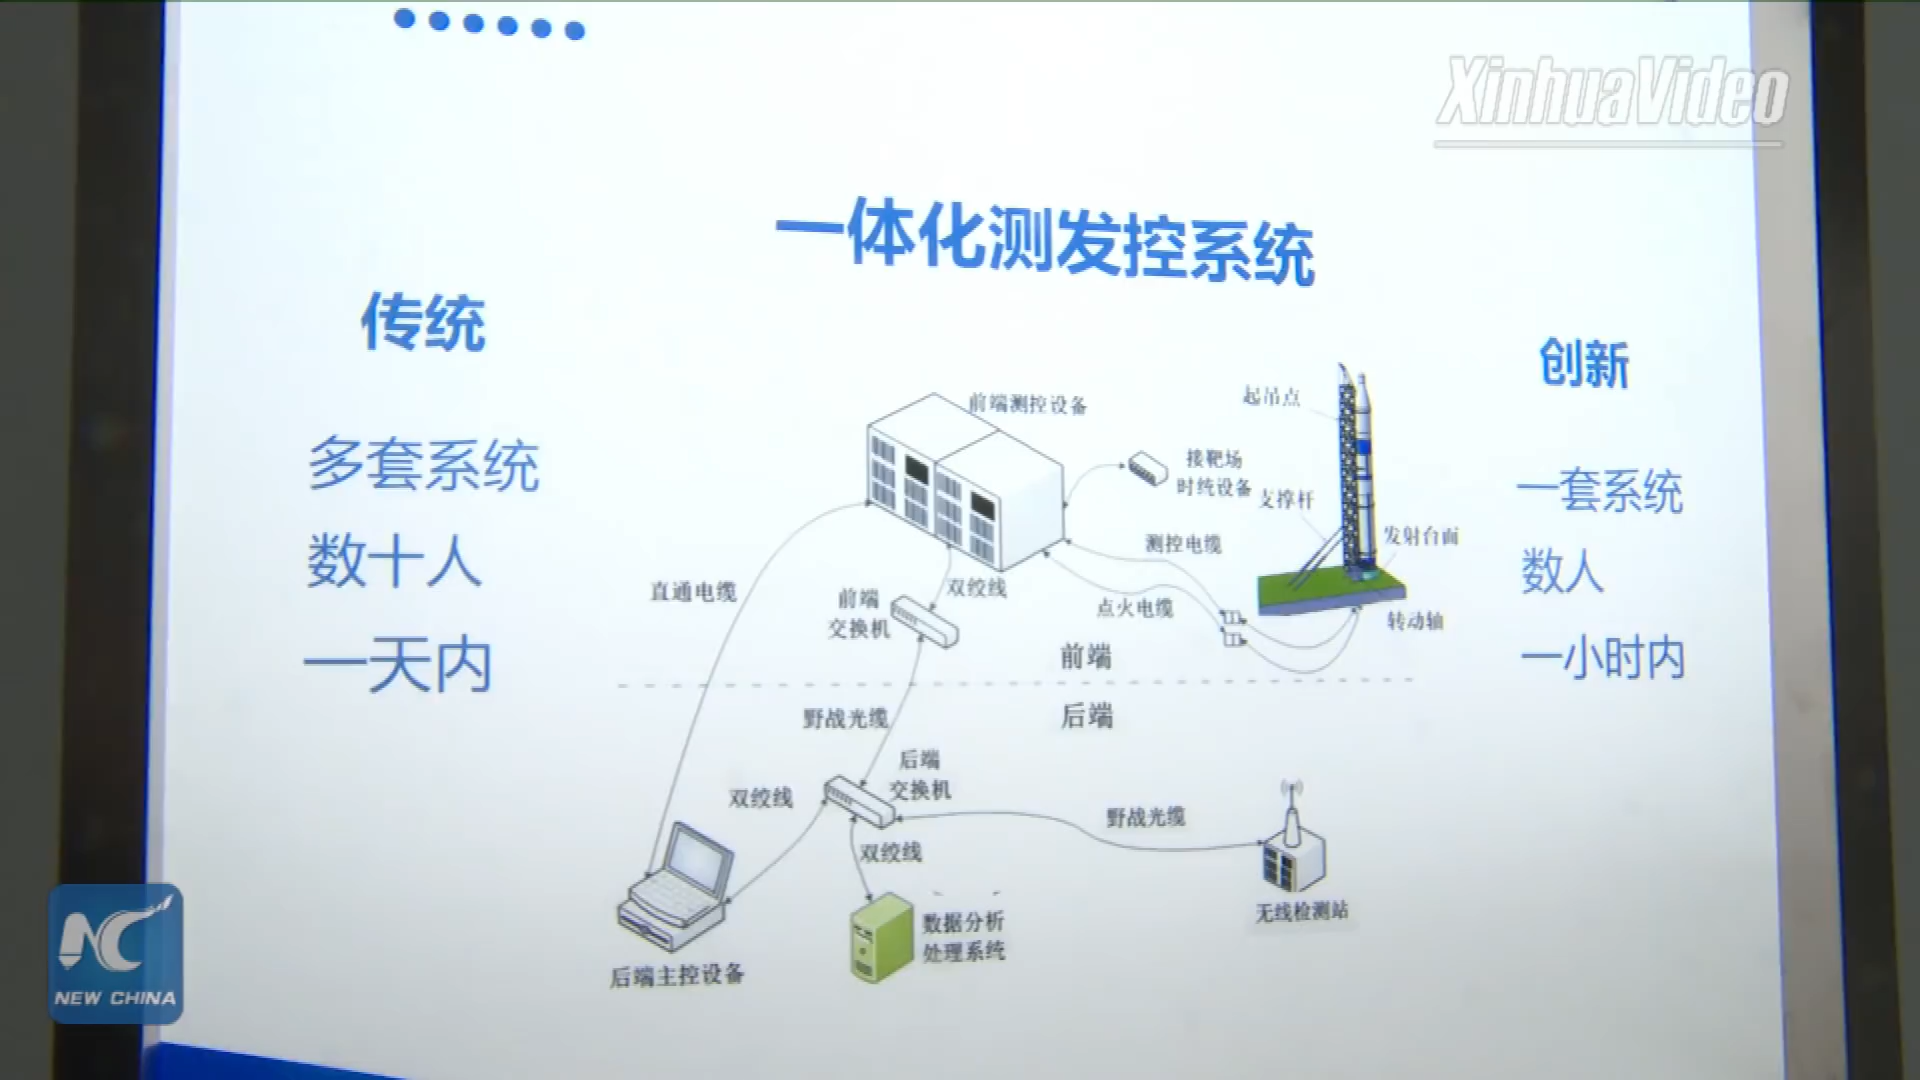 XinhuaVideo
一体化测发控系统
传统
多套系统
数十人
一天内
创新
一套系统
数人
一小时内
前端测控设备
起吊点
接靶场
时统设备
支撑杆
测控电缆
发射台面
直通电缆
前端
交换机
双绞线
点火电缆
转动轴
前端
后端
野战光缆
后端
交换机
双绞线
野战光缆
双绞线
数据分析
处理系统
无线检测站
后端主控设备
NC
NEW CHINA